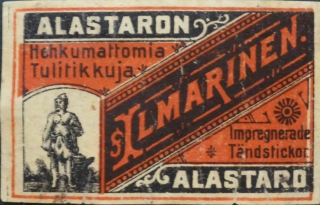 ALASTARON
Hehkumattomia
Tulitikkuja
ILMARINEN.
Impregnerade
Tändstickor
ALASTARO